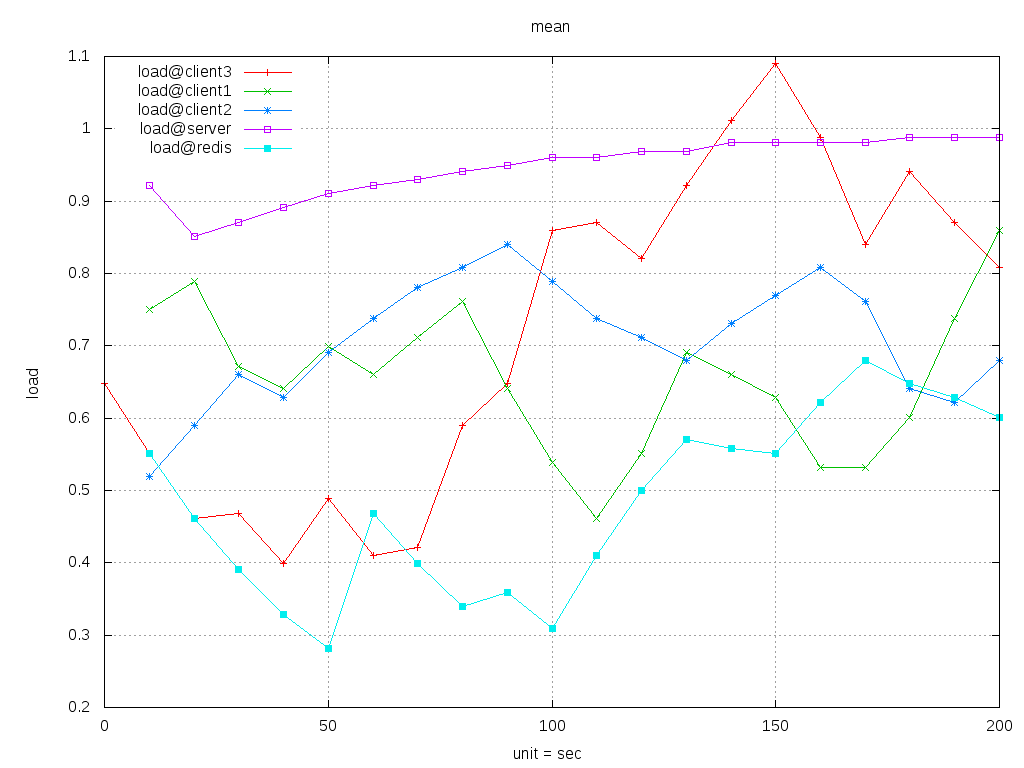 mean
1.1
1
0.9
0.8
0.7
0.6
0.5
0.4
0.3
0.2
load
load@client3
load@client1
load@client2
load@server
load@redis
0 50 100 150 200
unit = sec